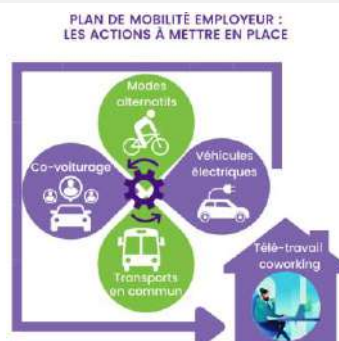 PLAN DE MOBILITÉ EMPLOYEUR :
LES ACTIONS À METTRE EN PLACE
Modes
alternatifs
Co-voiturage
Véhicules
électriques
Transports
en commun
Télé-travail
coworking